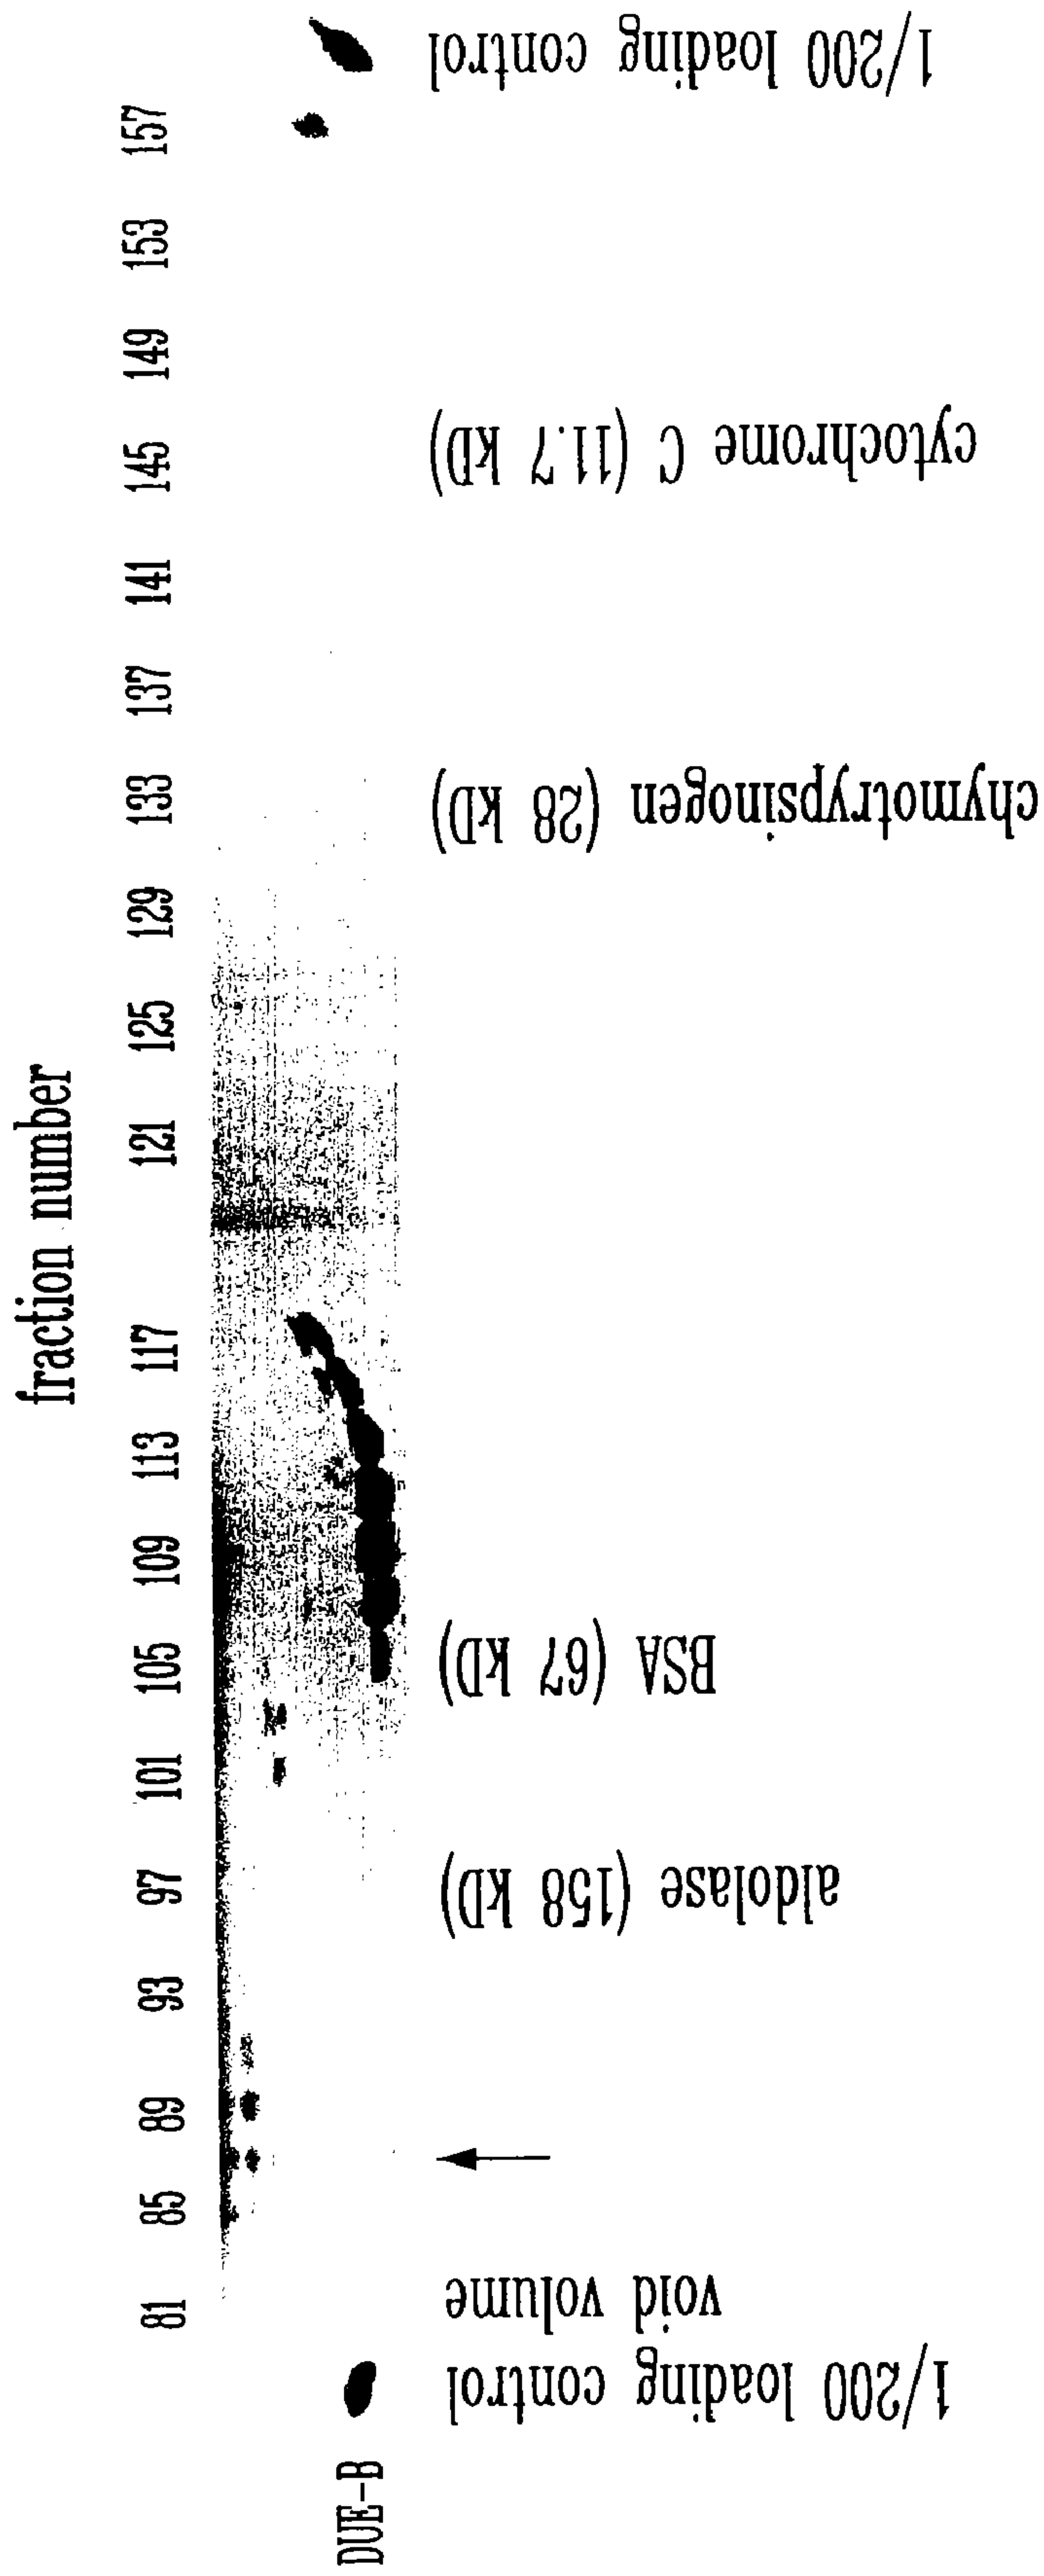 fraction number
81 85 89 93 97 101 105 109 113 117 121 125 129 133 137 141 145 149 153 157
DUE-B
1/200 loading control
void volume
aldolase (158 kD)
BSA (67 kD)
chymotrypsinogen (28 kD)
cytochrome C (11.7 kD)
1/200 loading control